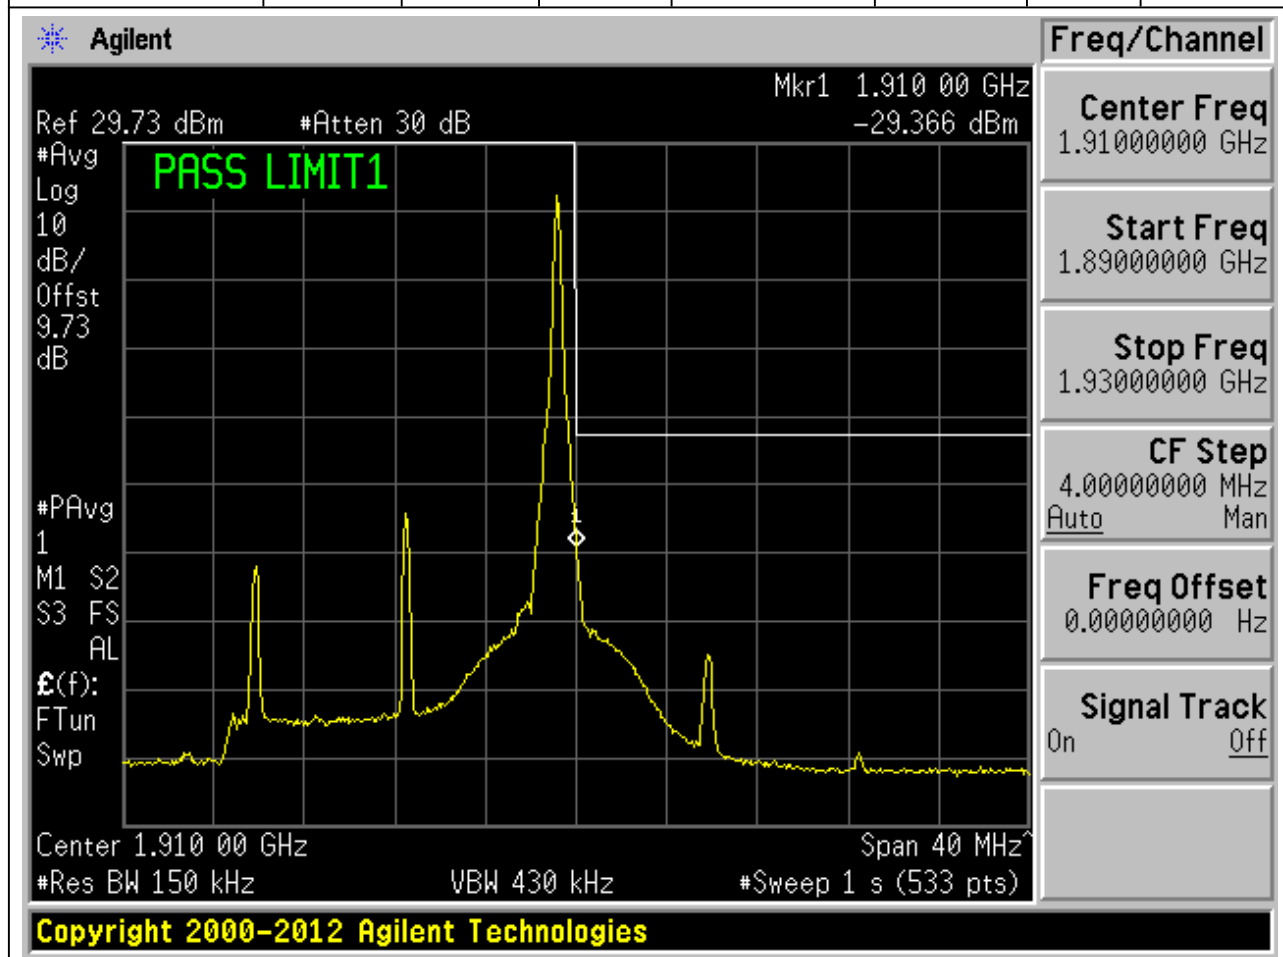 Agilent
Freq/Channel
Mkr1 1.910 00 GHz
Ref 29.73 dBm #Atten 30 dB -29.366 dBm
#Avg
Log
10
dB/
Offst
9.73
dB
PASS LIMIT1
1
#PAvg
1
M1 S2
S3 FS
AL
£(f):
FTun
Swp
Center 1.910 00 GHz Span 40 MHz^
#Res BW 150 kHz VBW 430 kHz #Sweep 1 s (533 pts)
Center Freq
1.91000000 GHz
Start Freq
1.89000000 GHz
Stop Freq
1.93000000 GHz
CF Step
4.00000000 MHz
Auto Man
Freq Offset
0.00000000 Hz
Signal Track
On Off
Copyright 2000-2012 Agilent Technologies